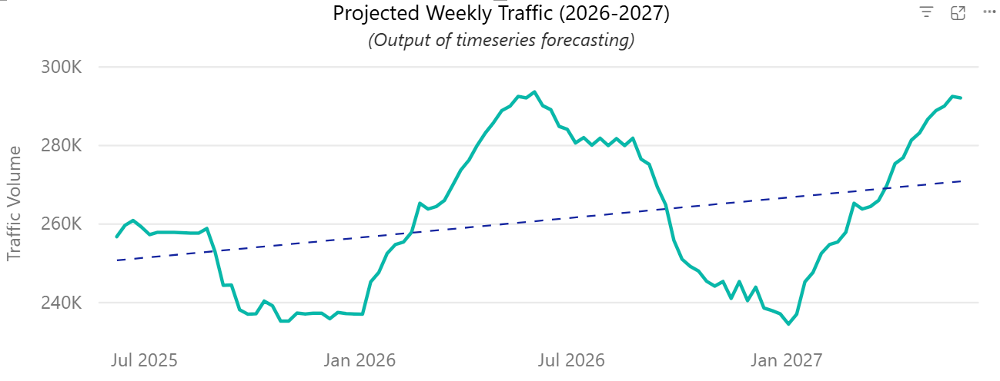 Projected Weekly Traffic (2026-2027)
(Output of timeseries forecasting)
Traffic Volume
300K
280K
260K
240K
Jul 2025
Jan 2026
Jul 2026
Jan 2027